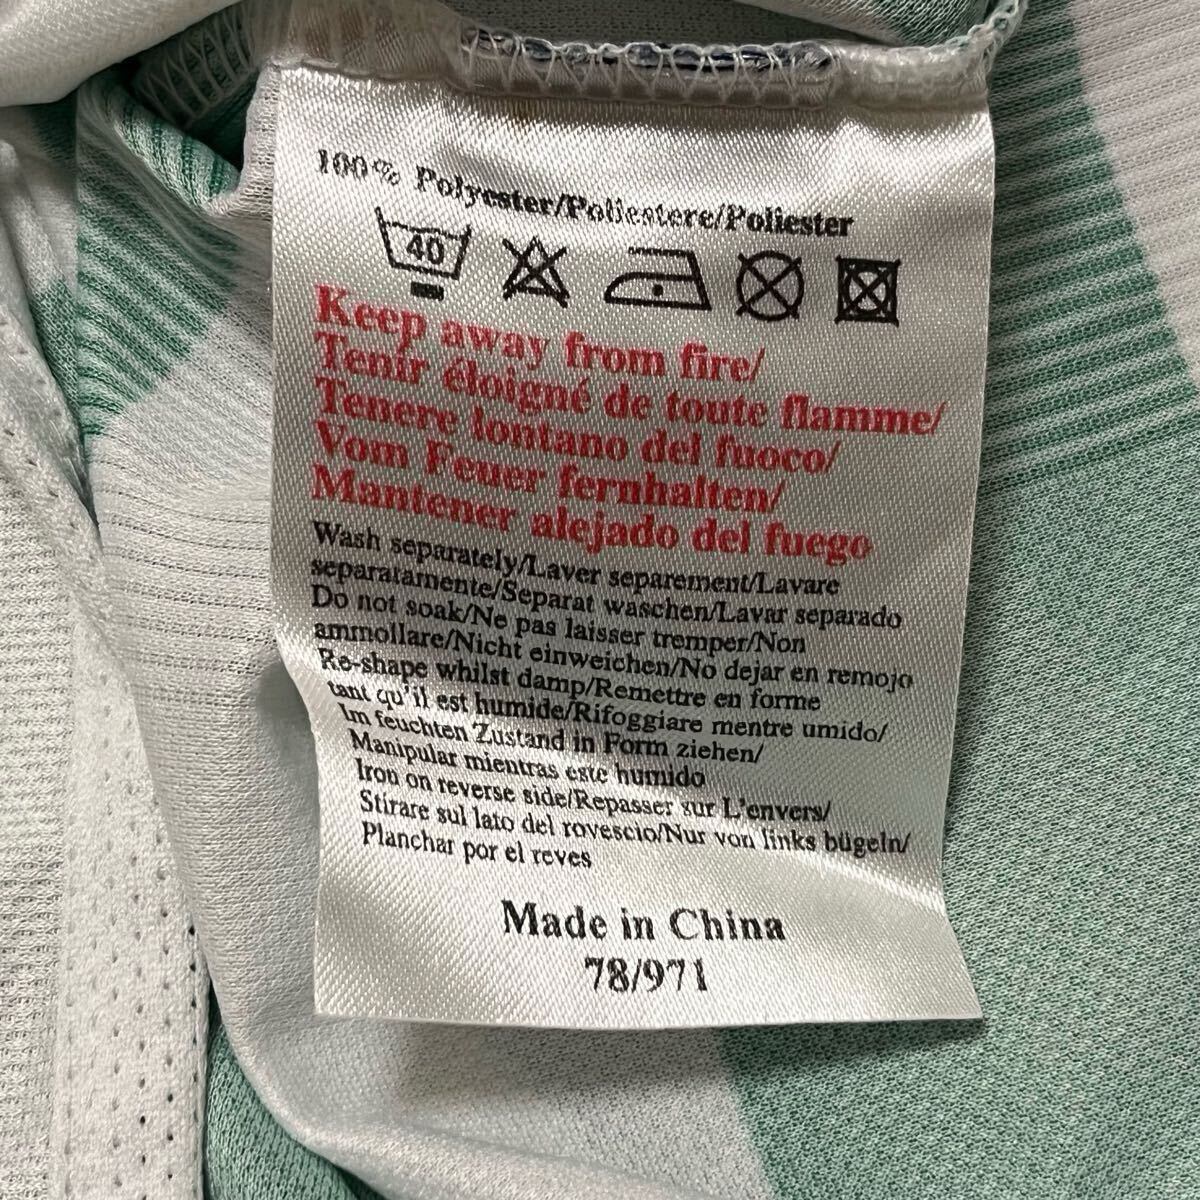 100% Polyester/Poliestere/Poliester
40
Keep away from fire/
Tenir éloigné de toute flamme/
Tenere lontano del fuoco/
Vom Feuer fernhalten/
Mantener alejado del fuego
Wash separately/Laver separement/Lavare
separatamente/Separat waschen/Lavar separado
Do not soak/Ne pas laisser tremper/Non
ammollare/Nicht einweichen/No dejar en remojo
Re-shape whilst damp/Remettre en forme
tant qu'il est humide/Rifoggiare mentre umido/
Im feuchten Zustand in Form ziehen/
Manipular mientras este humido
Iron on reverse side/Repasser sur L'envers/
Stirare sul lato del rovescio/Nur von links bügeln/
Planchar por el reves
Made in China
78/971